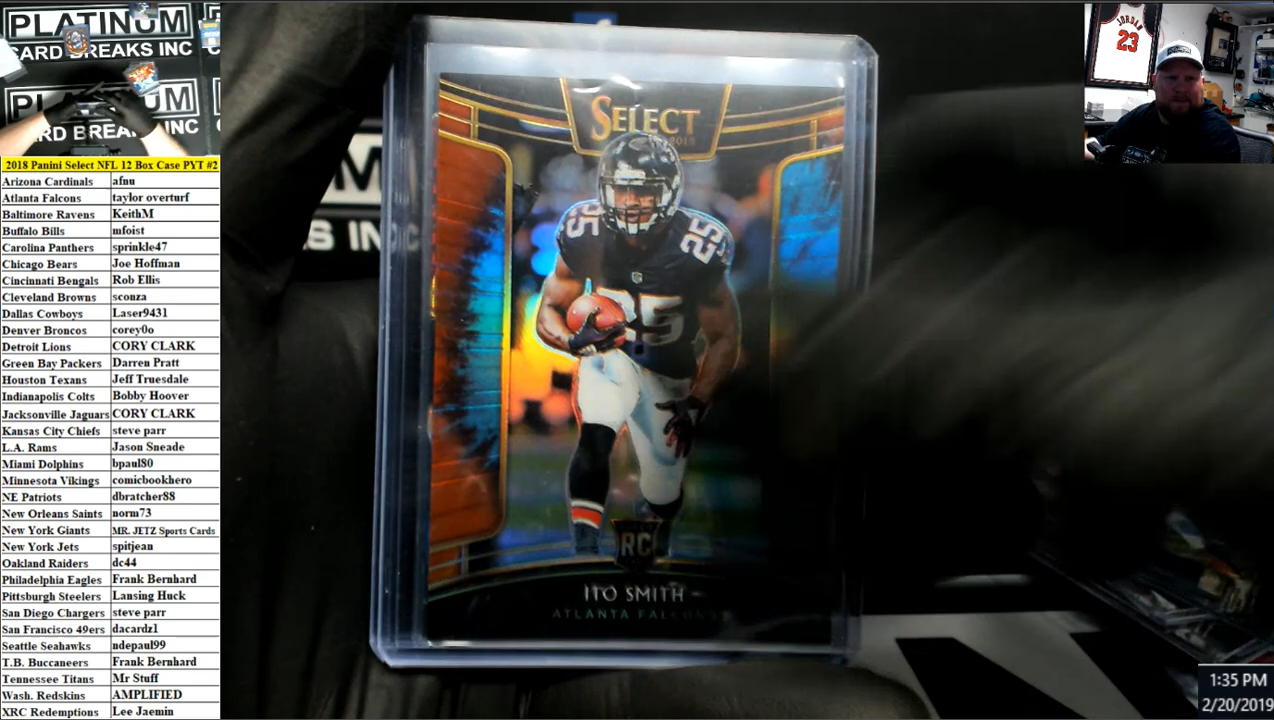 PLATINUM
CARD BREAKS INC
PLATINUM
CARD BREAKS INC
2018 Panini Select NFL 12 Box Case PYT #2
Arizona Cardinals afnu
Atlanta Falcons taylor overturf
Baltimore Ravens KeithM
Buffalo Bills mfoist
Carolina Panthers sprinkle47
Chicago Bears Joe Hoffman
Cincinnati Bengals Rob Ellis
Cleveland Browns sconza
Dallas Cowboys Laser9431
Denver Broncos corey0o
Detroit Lions CORY CLARK
Green Bay Packers Darren Pratt
Houston Texans Jeff Truesdale
Indianapolis Colts Bobby Hoover
Jacksonville Jaguars CORY CLARK
Kansas City Chiefs steve parr
L.A. Rams Jason Sneade
Miami Dolphins bpaul80
Minnesota Vikings comicbookhero
NE Patriots dbratcher88
New Orleans Saints norm73
New York Giants MR. JETZ Sports Cards
New York Jets spitjean
Oakland Raiders dc44
Philadelphia Eagles Frank Bernhard
Pittsburgh Steelers Lansing Huck
San Diego Chargers steve parr
San Francisco 49ers dacardz1
Seattle Seahawks ndepaul99
T.B. Buccaneers Frank Bernhard
Tennessee Titans Mr Stuff
Wash. Redskins AMPLIFIED
XRC Redemptions Lee Jaemin
SELECT
2018
25
25
25
RC
ITO SMITH
ATLANTA FALCONS
JORDAN
23
1:35 PM
2/20/2019